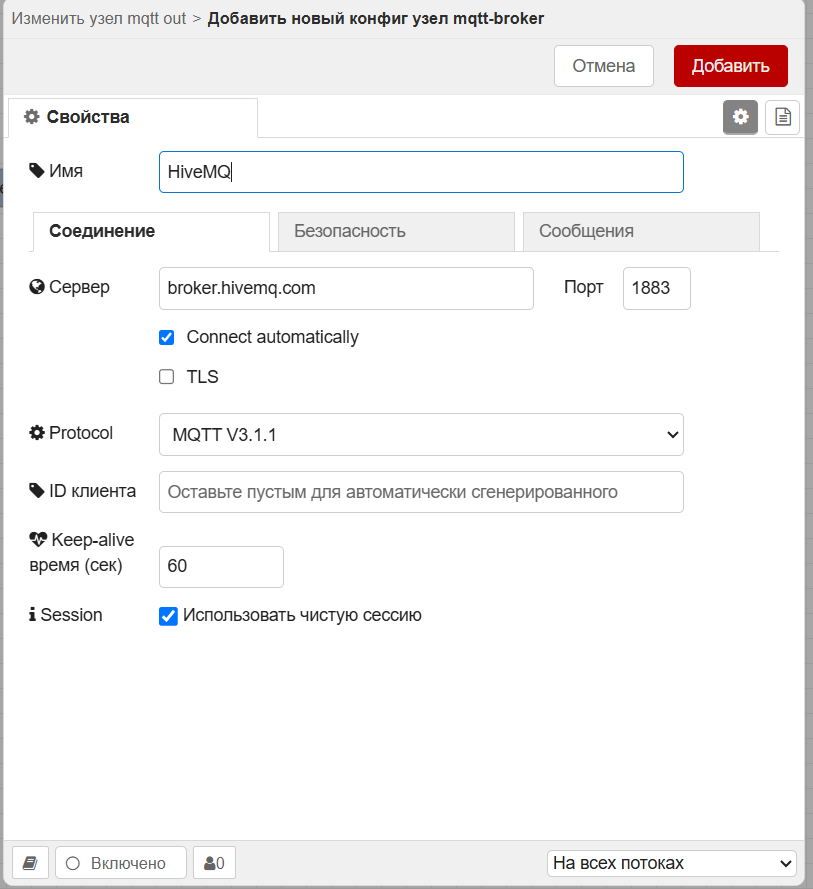 Изменить узел mqtt out > Добавить новый конфиг узел mqtt-broker
Отмена
Добавить
Свойства
Имя
HiveMQ
Соединение
Безопасность
Сообщения
Сервер
broker.hivemq.com
Порт
1883
Connect automatically
TLS
Protocol
MQTT V3.1.1
ID клиента
Оставьте пустым для автоматически сгенерированного
Keep-alive
время (сек)
60
Session
Использовать чистую сессию
Включено
0
На всех потоках